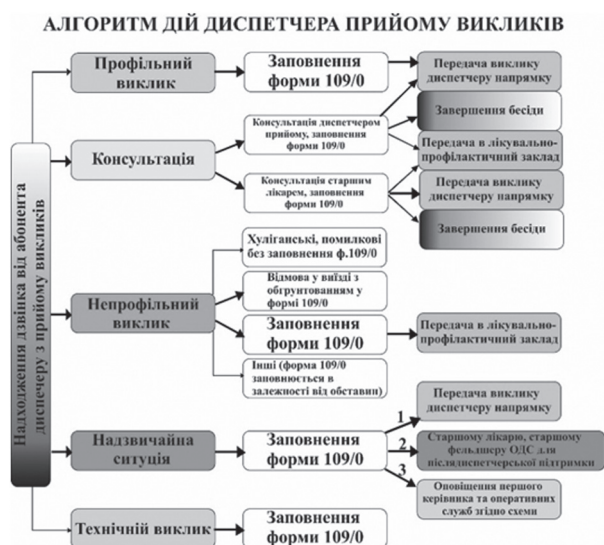 АЛГОРИТМ ДІЙ ДИСПЕТЧЕРА ПРИЙОМУ ВИКЛИКІВ
Надходження дзвінка від абонента
диспетчеру з прийому викликів
Профільний
виклик
Заповнення
форми 109/0
Передача виклику
диспетчеру напрямку
Консультація
Консультація диспетчером
прийому, заповнення
форми 109/0
Завершення бесіди
Передача в лікувально-
профілактичний заклад
Консультація старшим
лікарем, заповнення
форми 109/0
Передача виклику
диспетчеру напрямку
Завершення бесіди
Непрофільний
виклик
Хуліганські, помилкові
без заповнення ф.109/0
Відмова у виїзді з
обгрунтованням у
формі 109/0
Заповнення
форми 109/0
Передача в лікувально-
профілактичний заклад
Інші (форма 109/0
заповнюється в
залежності від обставин)
Надзвичайна
ситуція
Заповнення
форми 109/0
1
Передача виклику
диспетчеру напрямку
2
Старшому лікарю, старшому
фельдшеру ОДС для
післядиспетчерської підтримки
3
Оповіщення першого
керівника та оперативних
служб згідно схеми
Технічній виклик
Заповнення
форми 109/0